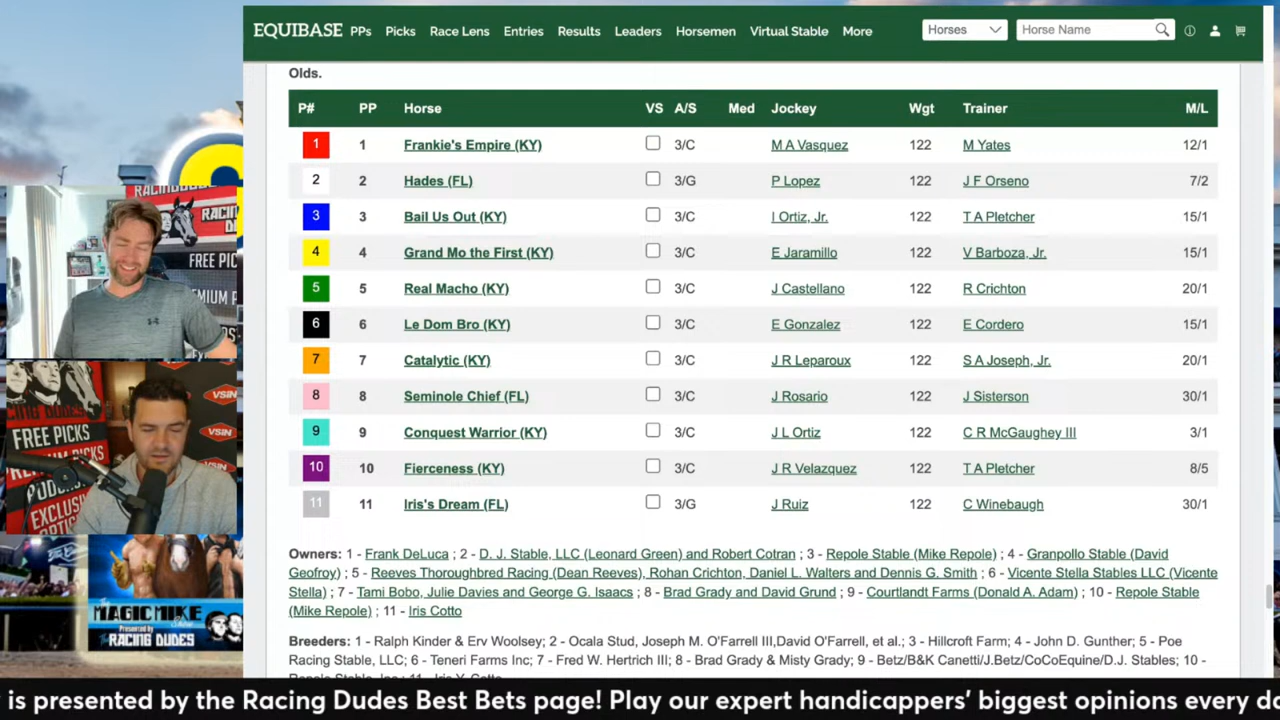 EQUIBASE PPs Picks Race Lens Entries Results Leaders Horsemen Virtual Stable More Horses Horse Name
Olds.
P# PP Horse VS A/S Med Jockey Wgt Trainer M/L
1 1 Frankie's Empire (KY) 3/C M A Vasquez 122 M Yates 12/1
2 2 Hades (FL) 3/G P Lopez 122 J F Orseno 7/2
3 3 Bail Us Out (KY) 3/C I Ortiz, Jr. 122 T A Pletcher 15/1
4 4 Grand Mo the First (KY) 3/C E Jaramillo 122 V Barboza, Jr. 15/1
5 5 Real Macho (KY) 3/C J Castellano 122 R Crichton 20/1
6 6 Le Dom Bro (KY) 3/C E Gonzalez 122 E Cordero 15/1
7 7 Catalytic (KY) 3/C J R Leparoux 122 S A Joseph, Jr. 20/1
8 8 Seminole Chief (FL) 3/C J Rosario 122 J Sisterson 30/1
9 9 Conquest Warrior (KY) 3/C J L Ortiz 122 C R McGaughey III 3/1
10 10 Fierceness (KY) 3/C J R Velazquez 122 T A Pletcher 8/5
11 11 Iris's Dream (FL) 3/G J Ruiz 122 C Winebaugh 30/1
Owners: 1 - Frank DeLuca ; 2 - D. J. Stable, LLC (Leonard Green) and Robert Cotran ; 3 - Repole Stable (Mike Repole) ; 4 - Granpollo Stable (David
Geofroy) ; 5 - Reeves Thoroughbred Racing (Dean Reeves), Rohan Crichton, Daniel L. Walters and Dennis G. Smith ; 6 - Vicente Stella Stables LLC (Vicente
Stella) ; 7 - Tami Bobo, Julie Davies and George G. Isaacs ; 8 - Brad Grady and David Grund ; 9 - Courtlandt Farms (Donald A. Adam) ; 10 - Repole Stable
(Mike Repole) ; 11 - Iris Cotto
Breeders: 1 - Ralph Kinder & Erv Woolsey; 2 - Ocala Stud, Joseph M. O'Farrell III,David O'Farrell, et al.; 3 - Hillcroft Farm; 4 - John D. Gunther; 5 - Poe
Racing Stable, LLC; 6 - Teneri Farms Inc; 7 - Fred W. Hertrich III; 8 - Brad Grady & Misty Grady; 9 - Betz/B&K Canetti/J.Betz/CoCoEquine/D.J. Stables; 10 -
FREE PIC
VSiN
FREE PICKS
VSiN
EXCLUS
THE
MAGIC MIKE
SHOW
Presented by
RACING DUDES
is presented by the Racing Dudes Best Bets page! Play our expert handicappers' biggest opinions every